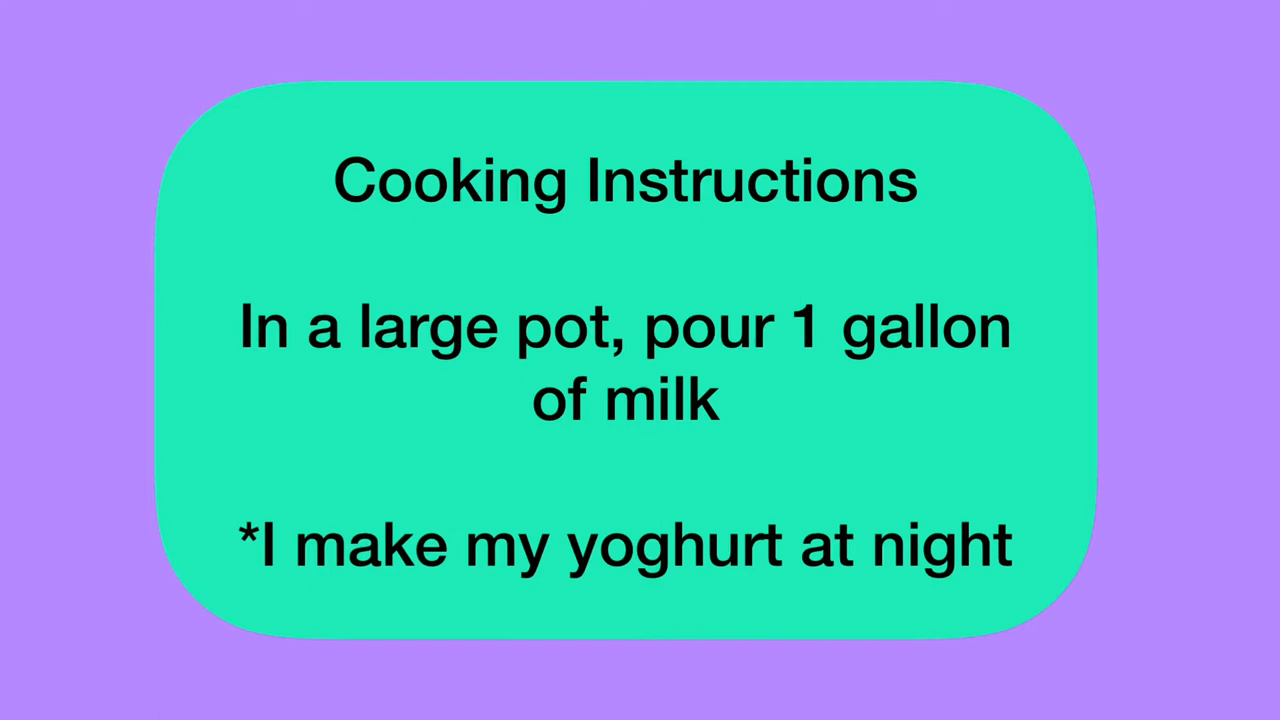 Cooking Instructions
In a large pot, pour 1 gallon
of milk
*I make my yoghurt at night